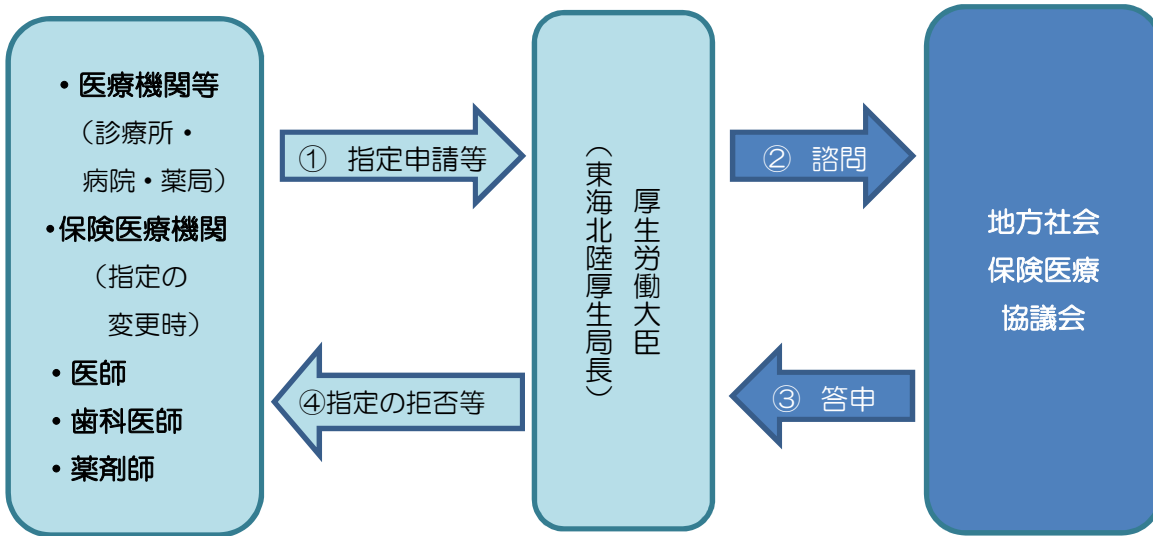 ・医療機関等
（診療所・
病院・薬局）
・保険医療機関
（指定の
変更時）
・医師
・歯科医師
・薬剤師
① 指定申請等
④指定の拒否等
厚生労働大臣
（東海北陸厚生局長）
② 諮問
③ 答申
地方社会
保険医療
協議会